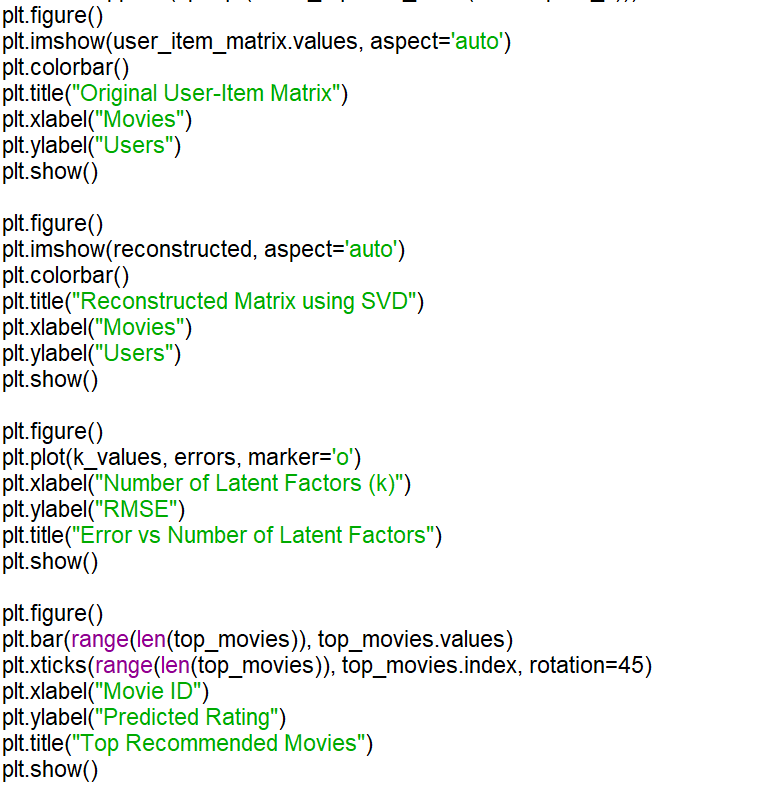 plt.figure()
plt.imshow(user_item_matrix.values, aspect='auto')
plt.colorbar()
plt.title("Original User-Item Matrix")
plt.xlabel("Movies")
plt.ylabel("Users")
plt.show()
plt.figure()
plt.imshow(reconstructed, aspect='auto')
plt.colorbar()
plt.title("Reconstructed Matrix using SVD")
plt.xlabel("Movies")
plt.ylabel("Users")
plt.show()
plt.figure()
plt.plot(k_values, errors, marker='o')
plt.xlabel("Number of Latent Factors (k)")
plt.ylabel("RMSE")
plt.title("Error vs Number of Latent Factors")
plt.show()
plt.figure()
plt.bar(range(len(top_movies)), top_movies.values)
plt.xticks(range(len(top_movies)), top_movies.index, rotation=45)
plt.xlabel("Movie ID")
plt.ylabel("Predicted Rating")
plt.title("Top Recommended Movies")
plt.show()